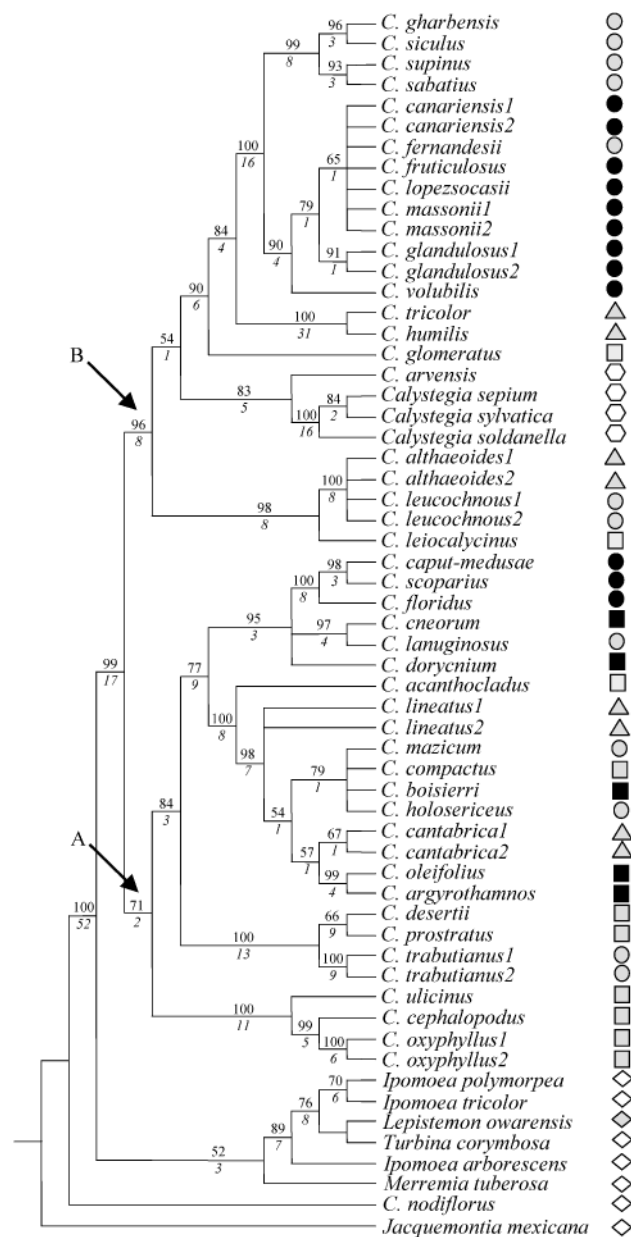 C. gharbensis
C. siculus
C. supinus
C. sabatius
C. canariensis1
C. canariensis2
C. fernandesii
C. fruticulosus
C. lopezsocasii
C. massonii1
C. massonii2
C. glandulosus1
C. glandulosus2
C. volubilis
C. tricolor
C. humilis
C. glomeratus
C. arvensis
Calystegia sepium
Calystegia sylvatica
Calystegia soldanella
C. althaeoides1
C. althaeoides2
C. leucochnous1
C. leucochnous2
C. leiocalycinus
C. caput-medusae
C. scoparius
C. floridus
C. cneorum
C. lanuginosus
C. dorycnium
C. acanthocladus
C. lineatus1
C. lineatus2
C. mazicum
C. compactus
C. boisierri
C. holosericeus
C. cantabrica1
C. cantabrica2
C. oleifolius
C. argyrothamnos
C. desertii
C. prostratus
C. trabutianus1
C. trabutianus2
C. ulicinus
C. cephalopodus
C. oxyphyllus1
C. oxyphyllus2
Ipomoea polymorpea
Ipomoea tricolor
Lepistemon owarensis
Turbina corymbosa
Ipomoea arborescens
Merremia tuberosa
C. nodiflorus
Jacquemontia mexicana
96
3
99
8
93
3
100
16
65
1
79
1
91
1
90
4
84
4
100
31
90
6
54
1
83
5
84
2
100
16
B
96
8
100
8
98
8
98
3
100
8
95
3
97
4
77
9
100
8
98
7
79
1
54
1
67
1
57
1
99
4
84
3
99
17
A
71
2
66
9
100
13
100
9
100
11
99
5
100
6
100
52
70
6
76
8
89
7
52
3